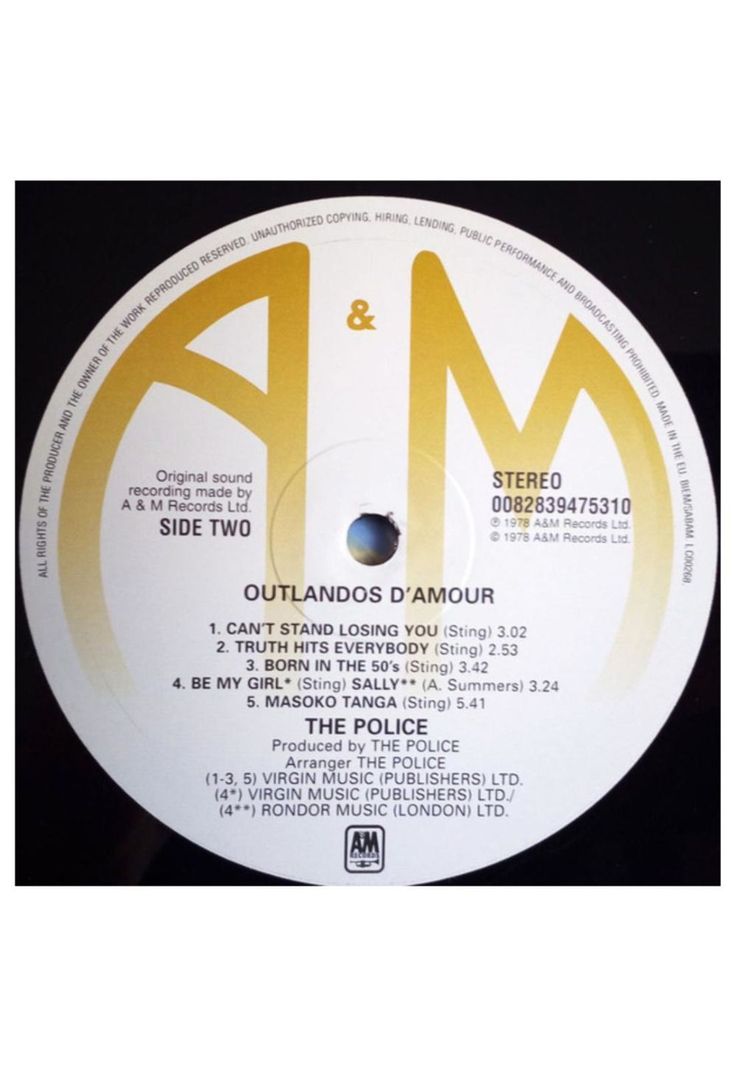 ALL RIGHTS OF THE PRODUCER AND THE OWNER OF THE WORK REPRODUCED RESERVED. UNAUTHORIZED COPYING, HIRING, LENDING, PUBLIC PERFORMANCE AND BROADCASTING PROHIBITED. MADE IN THE EU. BIEM/SABAM. LC00268.
A & M
Original sound
recording made by
A & M Records Ltd.
SIDE TWO
STEREO
0082839475310
℗ 1978 A&M Records Ltd.
© 1978 A&M Records Ltd.
OUTLANDOS D'AMOUR
1. CAN'T STAND LOSING YOU (Sting) 3.02
2. TRUTH HITS EVERYBODY (Sting) 2.53
3. BORN IN THE 50's (Sting) 3.42
4. BE MY GIRL* (Sting) SALLY** (A. Summers) 3.24
5. MASOKO TANGA (Sting) 5.41
THE POLICE
Produced by THE POLICE
Arranger THE POLICE
(1-3, 5) VIRGIN MUSIC (PUBLISHERS) LTD.
(4*) VIRGIN MUSIC (PUBLISHERS) LTD./
(4**) RONDOR MUSIC (LONDON) LTD.
A&M
RECORDS